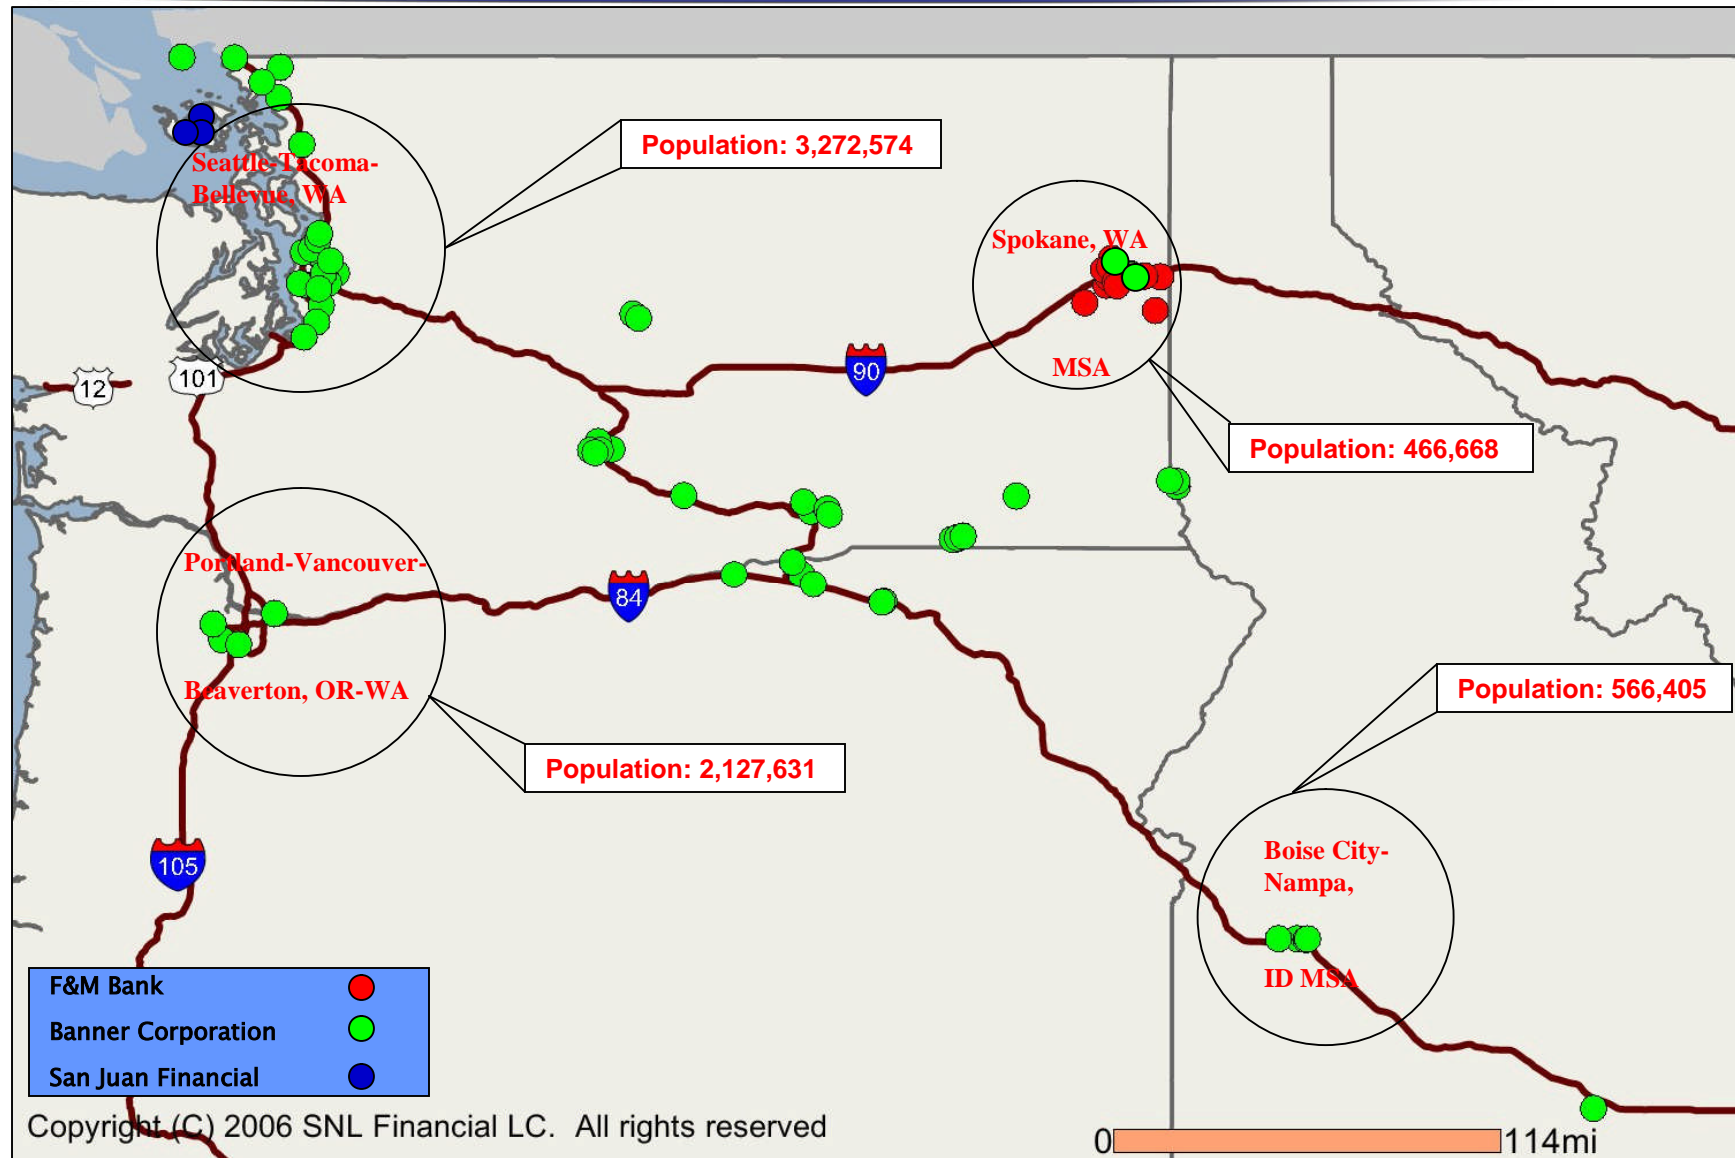 Population: 3,272,574
Seattle-Tacoma-
Bellevue, WA
Spokane, WA
MSA
90
101
12
Population: 466,668
Portland-Vancouver-
84
Beaverton, OR-WA
Population: 566,405
Population: 2,127,631
105
Boise City-
Nampa,
ID MSA
F&M Bank
Banner Corporation
San Juan Financial
Copyright (C) 2006 SNL Financial LC. All rights reserved
0 114mi